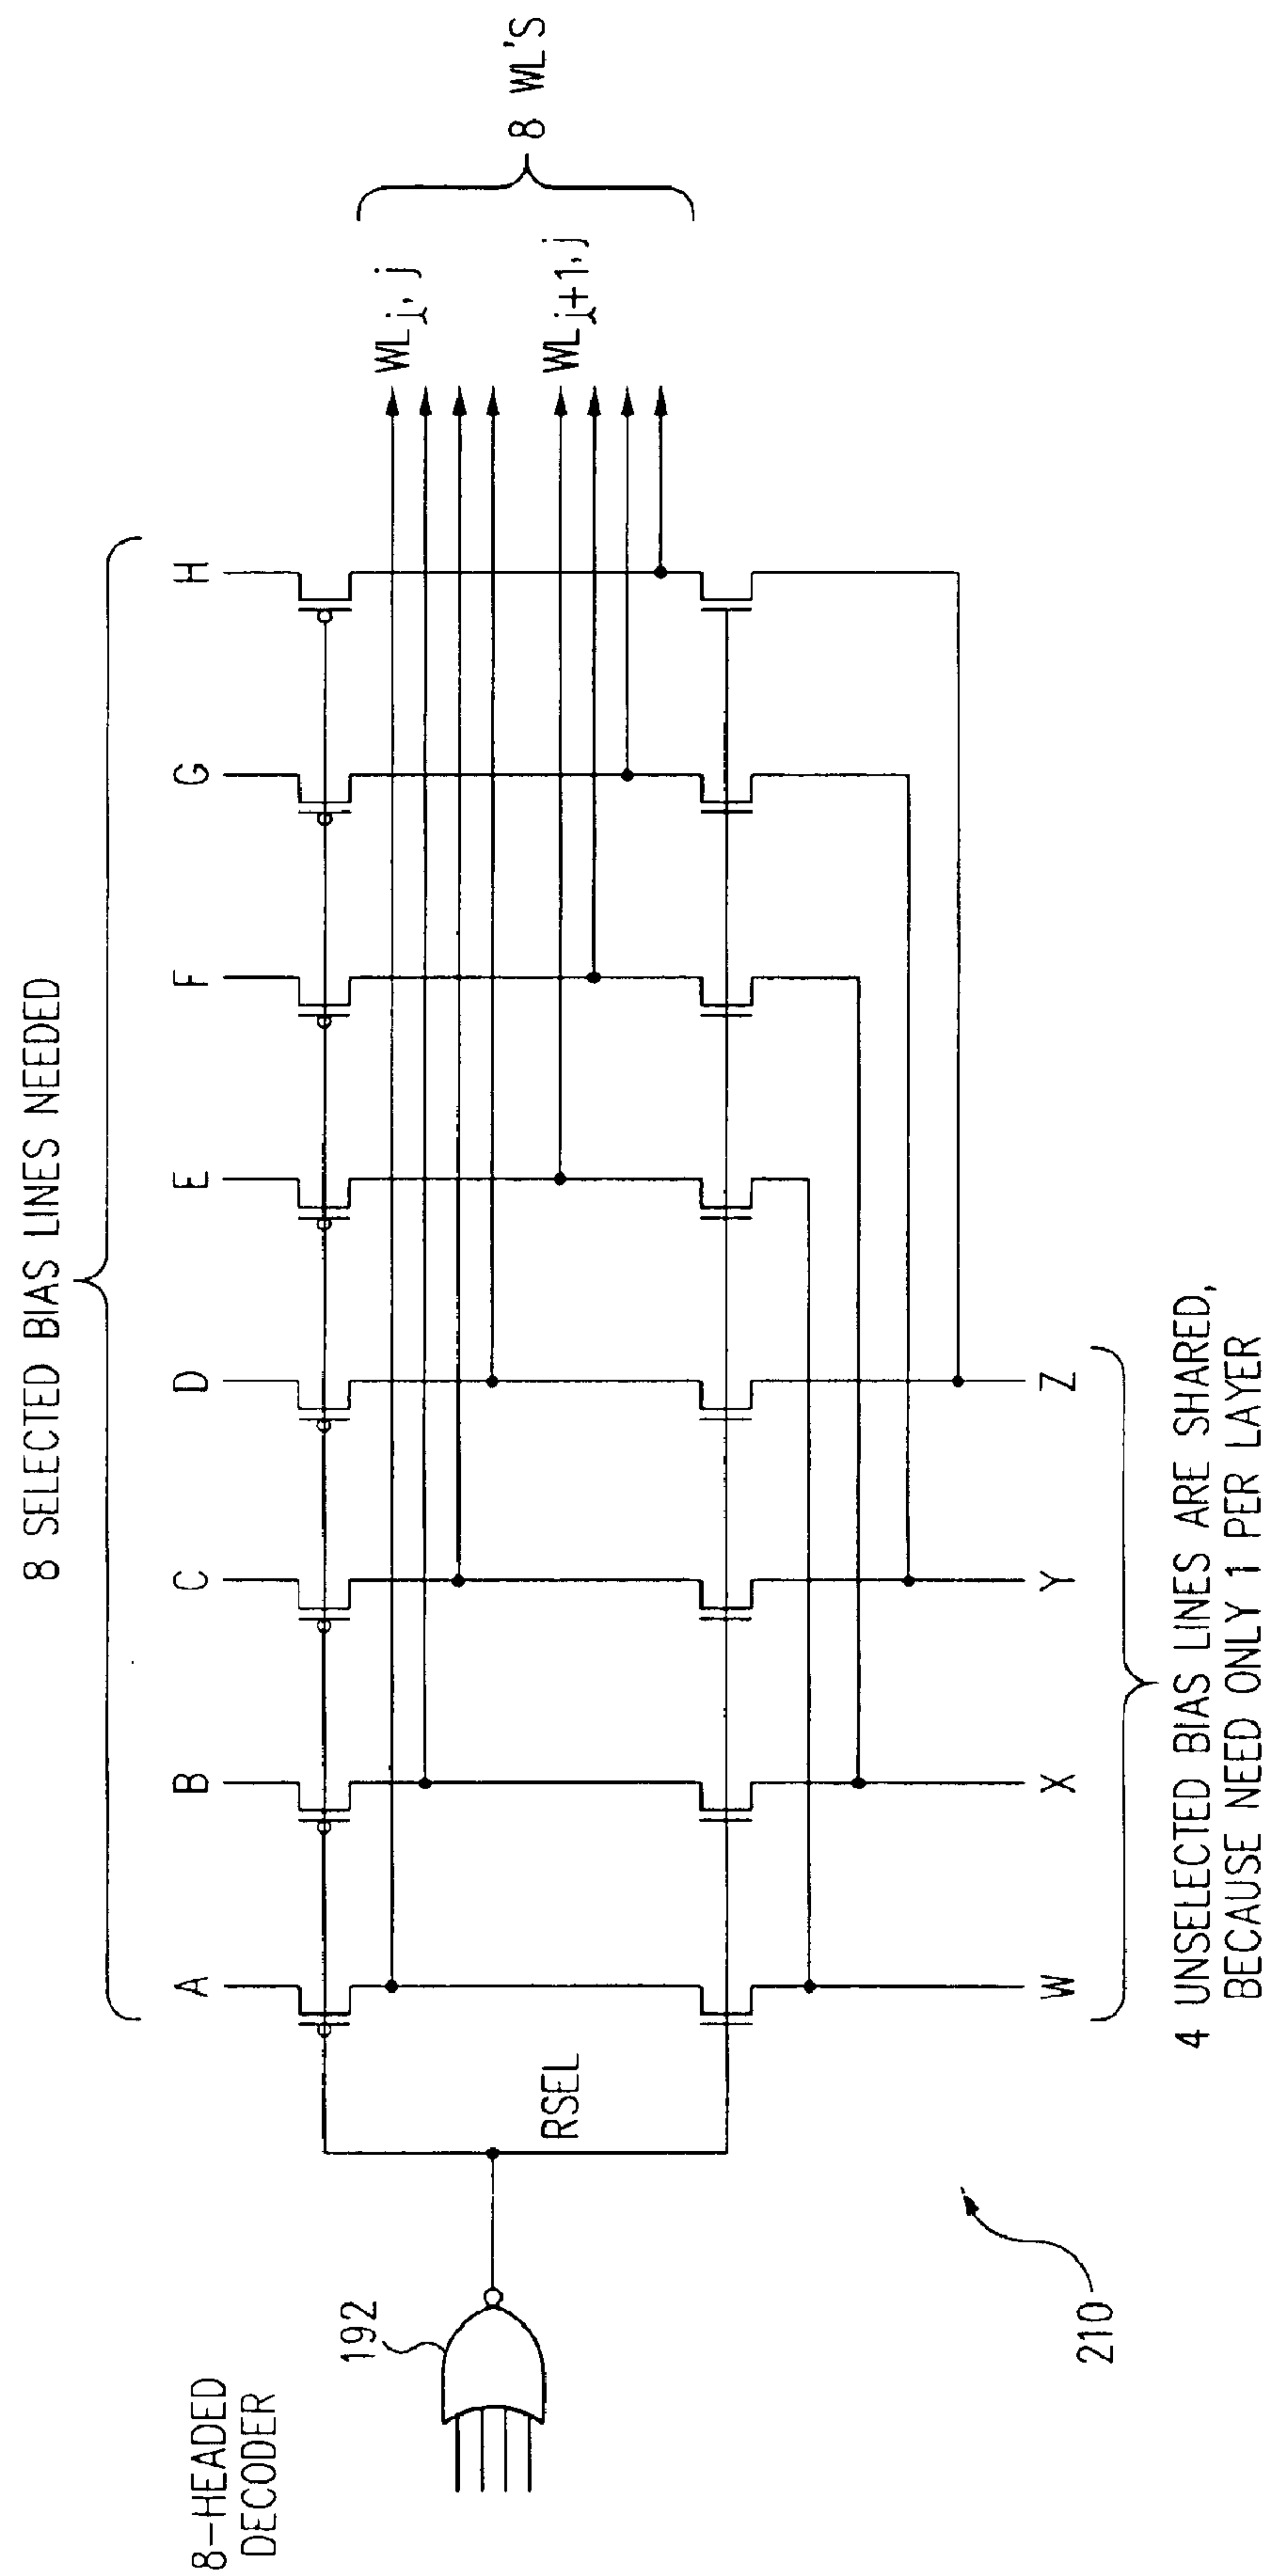 8 SELECTED BIAS LINES NEEDED
A B C D E F G H
8-HEADED
DECODER
192
RSEL
WLj, j
WLj+1, j
8 WL'S
W X Y Z
210
4 UNSELECTED BIAS LINES ARE SHARED,
BECAUSE NEED ONLY 1 PER LAYER